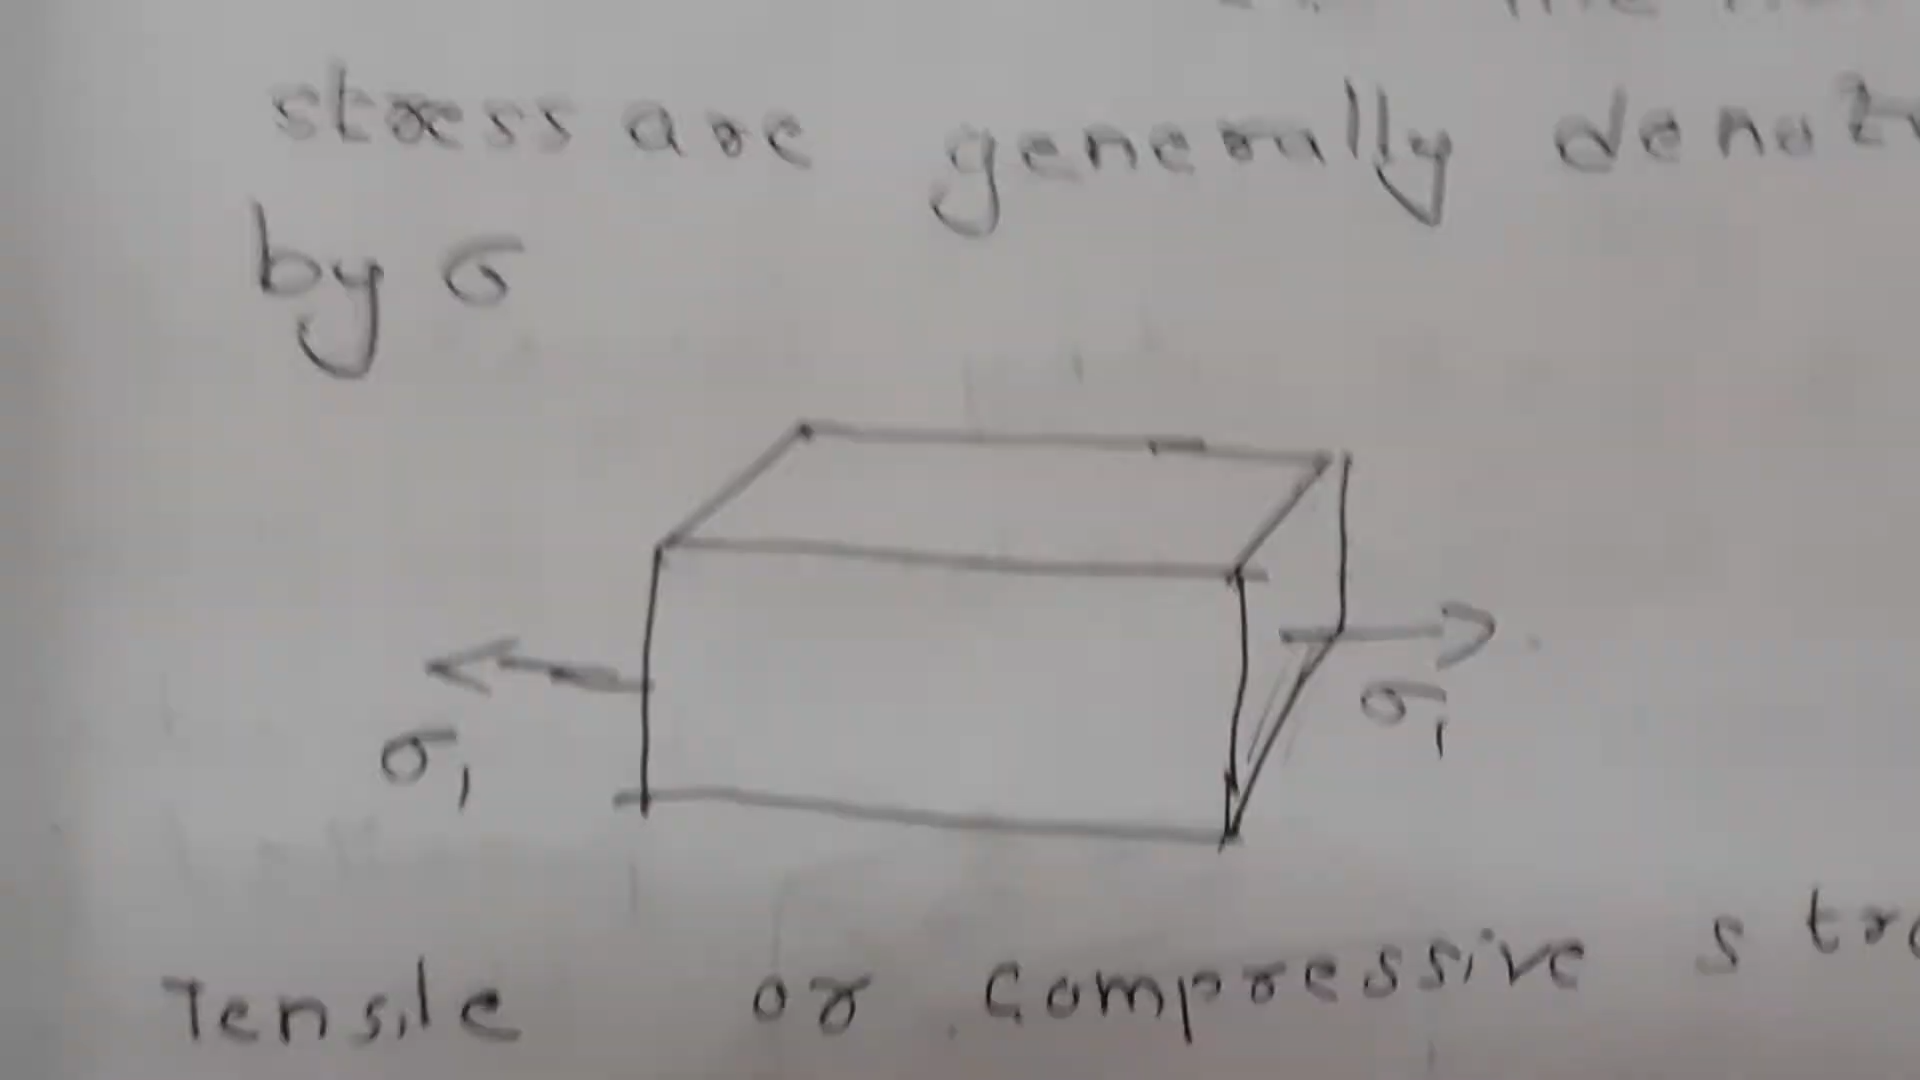 stress are generally
by σ
σ₁
σ₁
Tensile or compressive